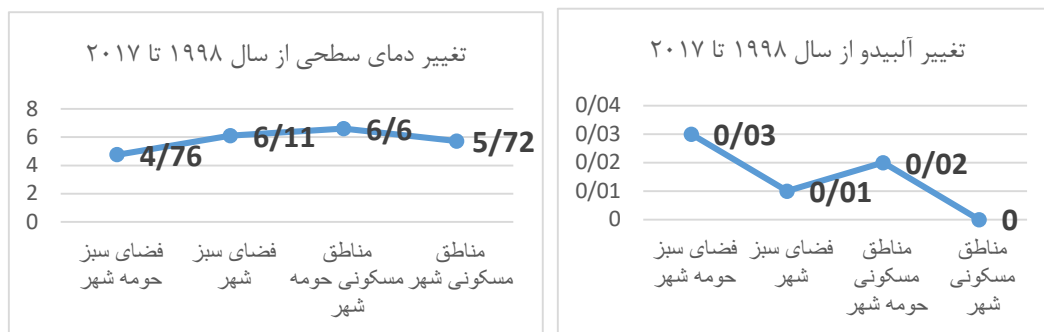 تغییر دمای سطحی از سال ۱۹۹۸ تا ۲۰۱۷
8
6
4
2
0
4/76
6/11
6/6
5/72
فضای سبز
حومه شهر
فضای سبز
شهر
مناطق
مسکونی حومه
شهر
مناطق
مسکونی شهر
تغییر آلبیدو از سال ۱۹۹۸ تا ۲۰۱۷
0/04
0/03
0/02
0/01
0
0/03
0/01
0/02
0
فضای سبز
حومه شهر
فضای سبز
شهر
مناطق
مسکونی
حومه شهر
مناطق
مسکونی
شهر